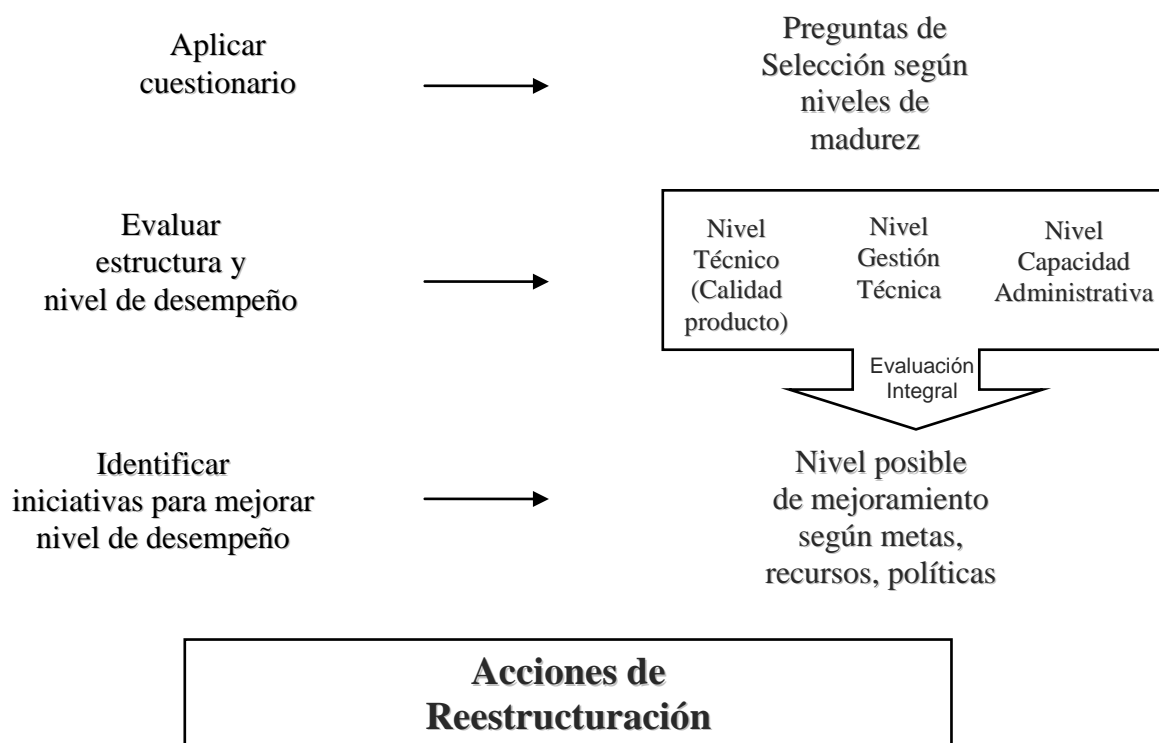 Aplicar
cuestionario
Preguntas de
Selección según
niveles de
madurez
Evaluar
estructura y
nivel de desempeño
Nivel
Técnico
(Calidad
producto)
Nivel
Gestión
Técnica
Nivel
Capacidad
Administrativa
Evaluación
Integral
Identificar
iniciativas para mejorar
nivel de desempeño
Nivel posible
de mejoramiento
según metas,
recursos, políticas
Acciones de
Reestructuración